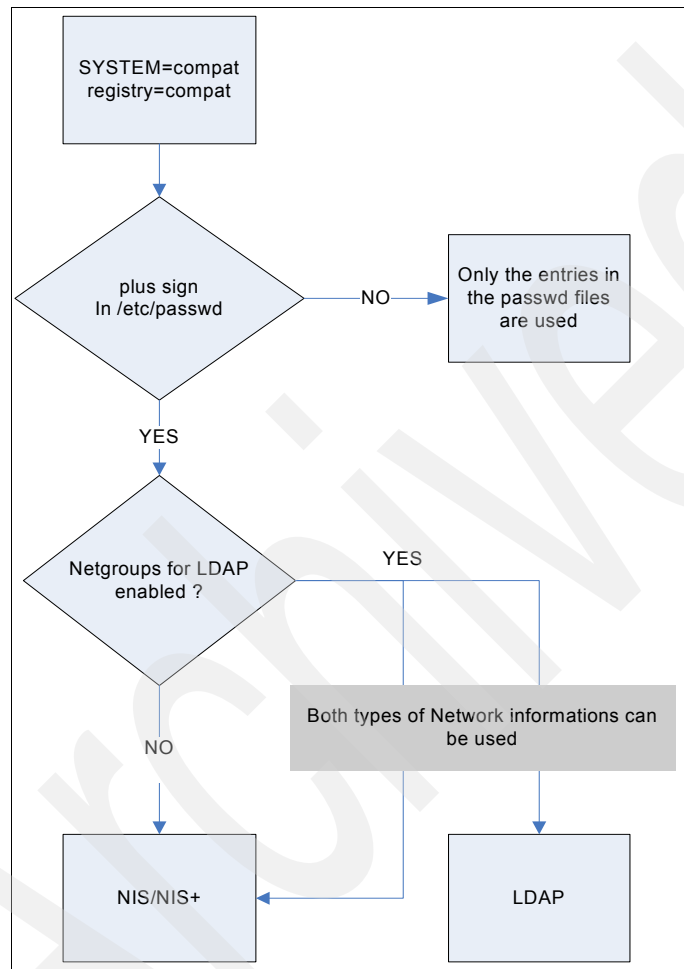 SYSTEM=compat
registry=compat
plus sign
In /etc/passwd
NO
Only the entries in
the passwd files
are used
YES
Netgroups for LDAP
enabled ?
YES
Both types of Network informations can
be used
NO
NIS/NIS+
LDAP
Archived